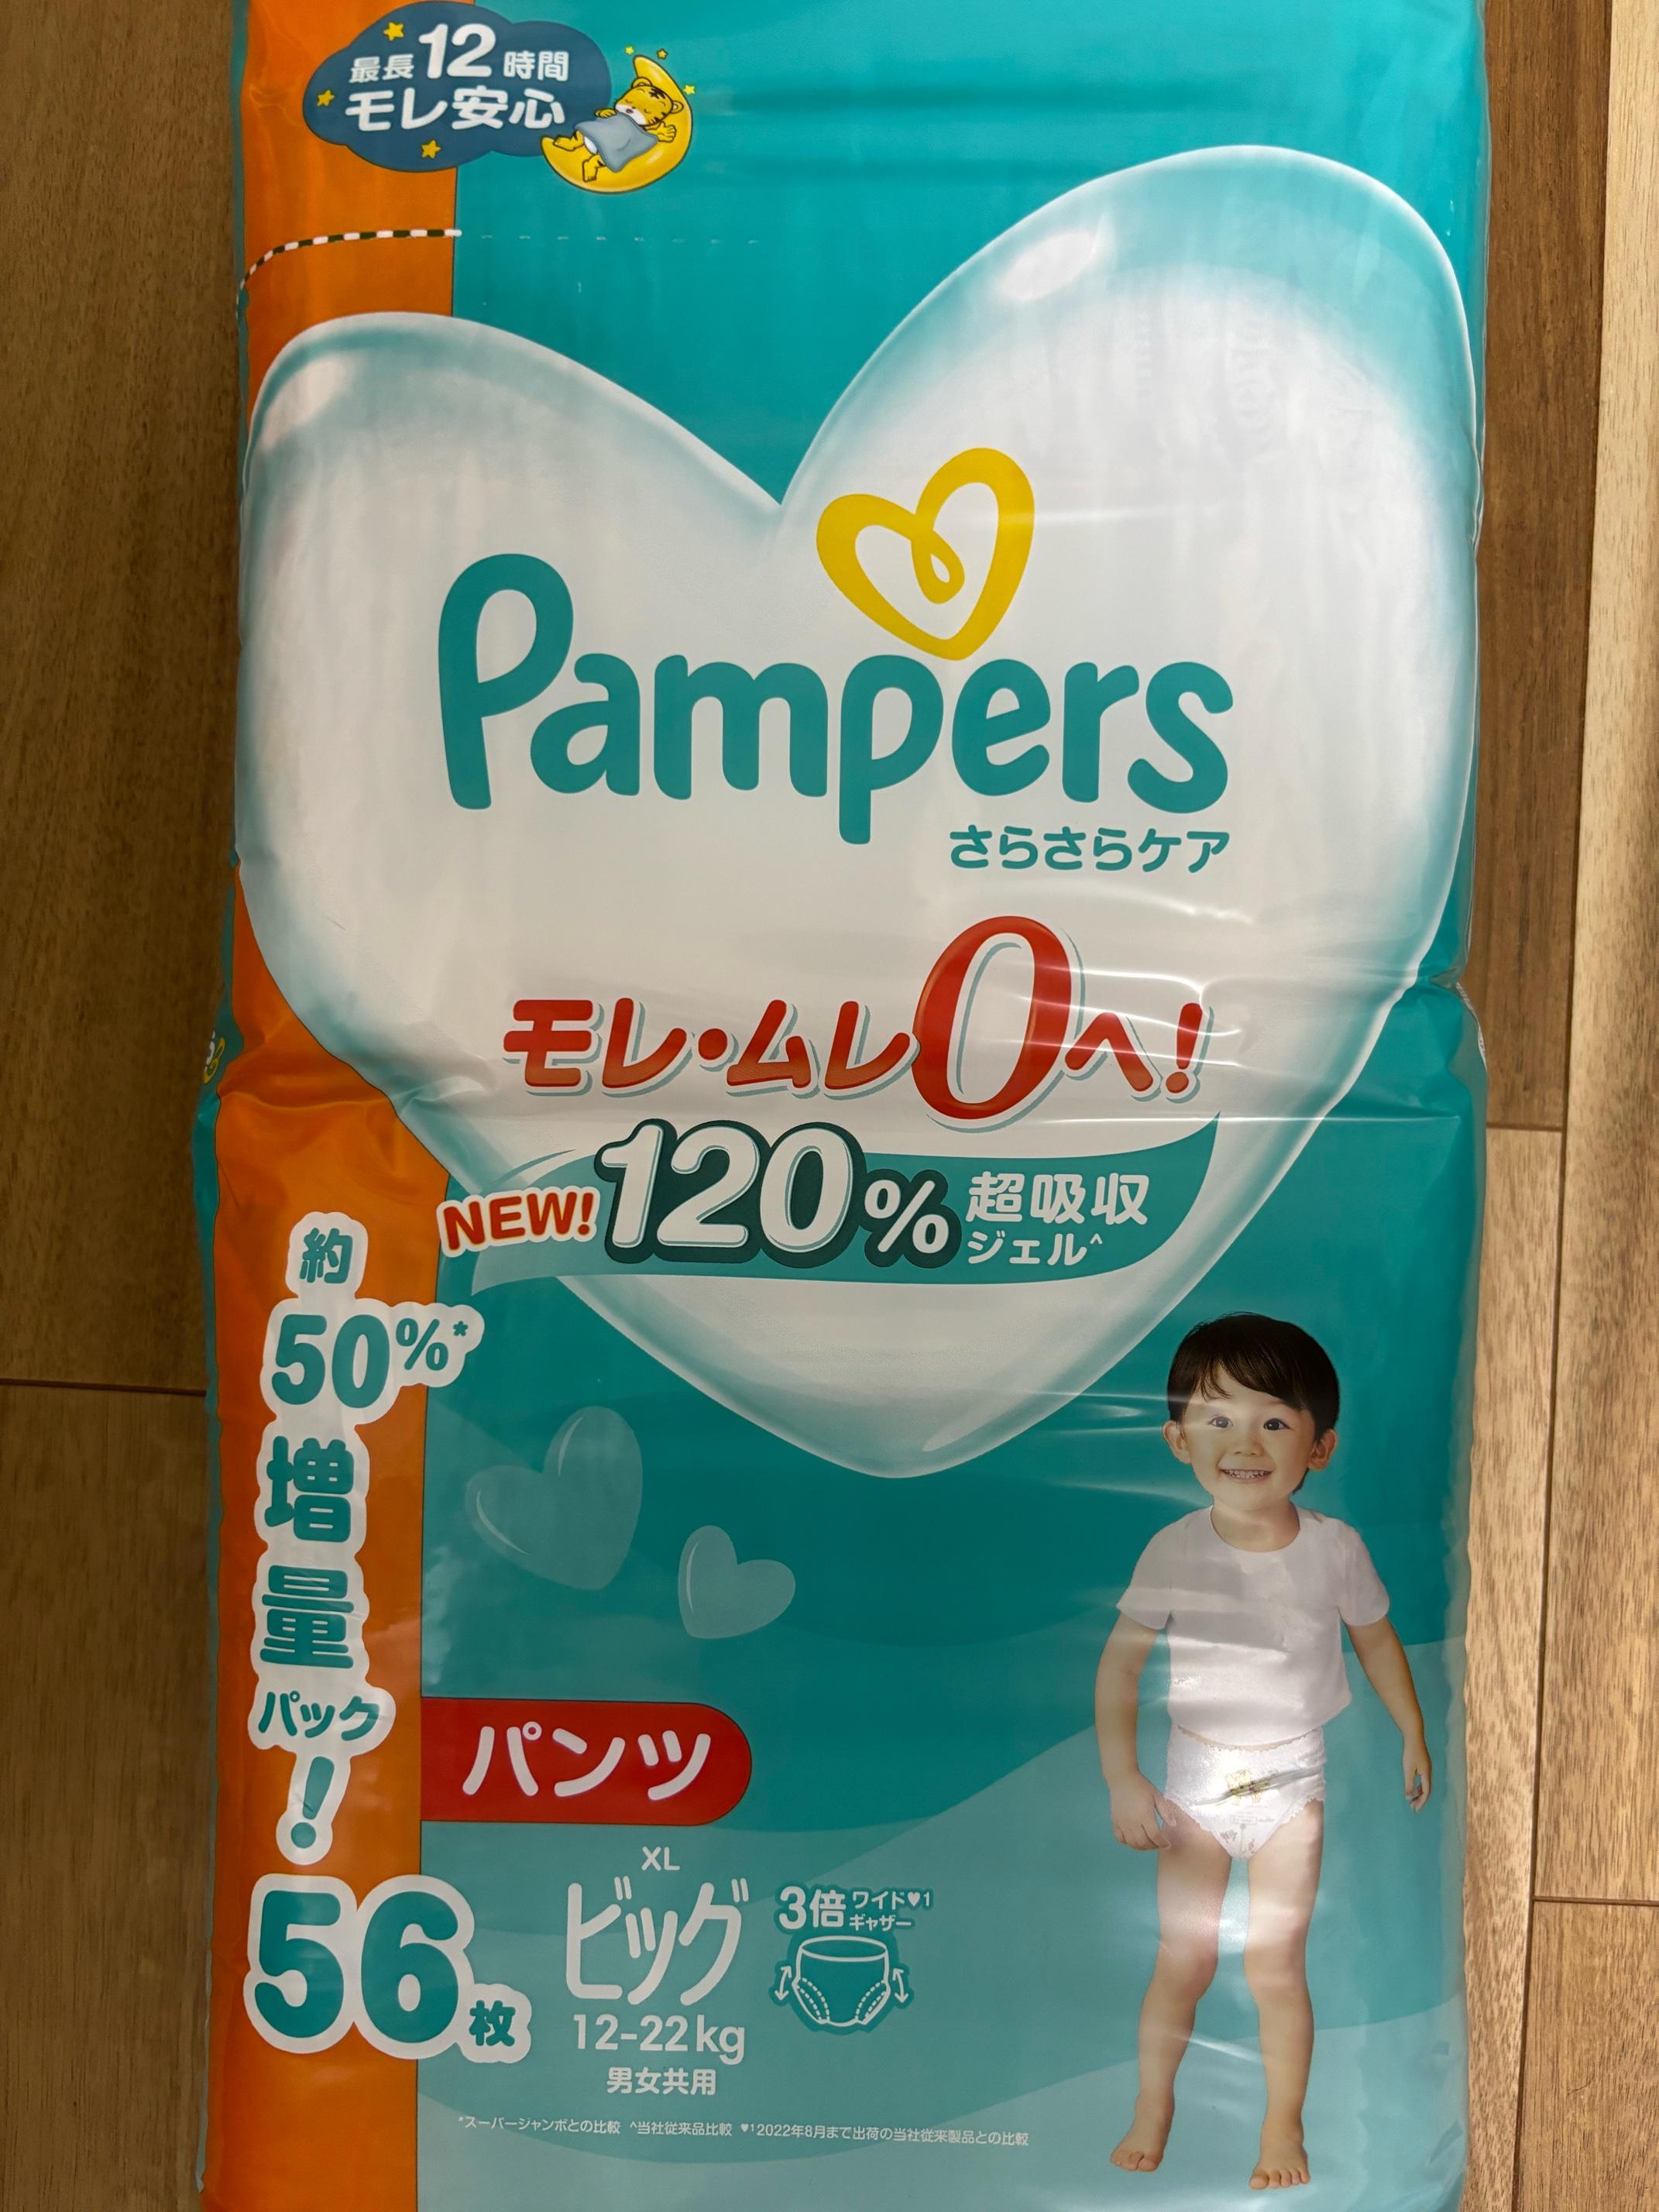 最長12時間
モレ安心
Pampers
さらさらケア
モレ・ムレ0へ!
NEW! 120% 超吸収
ジェル^
約
50%*
増
量
パック
!
56枚
パンツ
XL
ビッグ
12-22kg
男女共用
3倍 ワイド♥1
ギャザー
*スーパージャンボとの比較 ^当社従来品比較 ♥1 2022年8月まで出荷の当社従来製品との比較